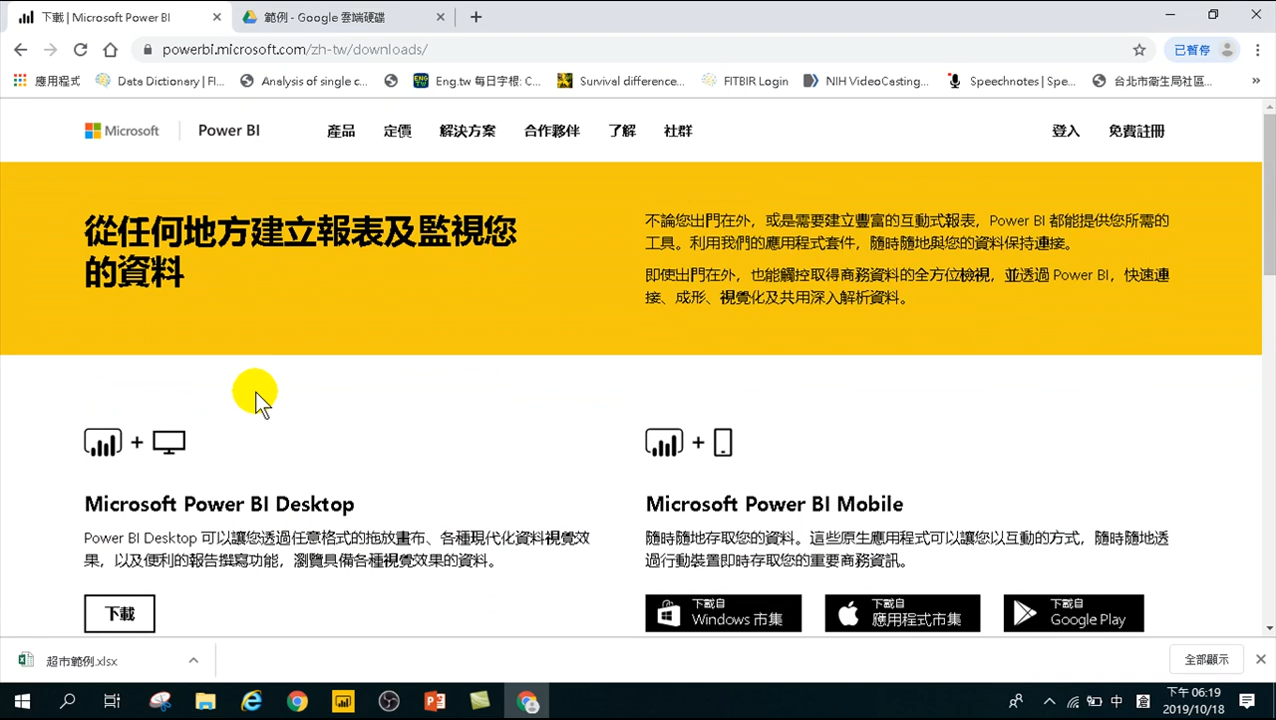 下載 | Microsoft Power BI
範例 - Google 雲端硬碟
powerbi.microsoft.com/zh-tw/downloads/
已暫停
應用程式
Data Dictionary | Fl...
Analysis of single c...
Eng.tw 每日字根: C...
Survival difference...
FITBIR Login
NIH VideoCasting...
Speechnotes | Spe...
台北市衛生局社區...
Microsoft
Power BI
產品
定價
解決方案
合作夥伴
了解
社群
登入
免費註冊
從任何地方建立報表及監視您
的資料
不論您出門在外，或是需要建立豐富的互動式報表，Power BI 都能提供您所需的
工具。利用我們的應用程式套件，隨時隨地與您的資料保持連接。
即使出門在外，也能觸控取得商務資料的全方位檢視，並透過 Power BI，快速連
接、成形、視覺化及共用深入解析資料。
Microsoft Power BI Desktop
Power BI Desktop 可以讓您透過任意格式的拖放畫布、各種現代化資料視覺效
果，以及便利的報告撰寫功能，瀏覽具備各種視覺效果的資料。
下載
Microsoft Power BI Mobile
隨時隨地存取您的資料。這些原生應用程式可以讓您以互動的方式，隨時隨地透
過行動裝置即時存取您的重要商務資訊。
下載自
Windows 市集
下載自
應用程式市集
下載自
Google Play
超市範例.xlsx
全部顯示
中
倉
下午 06:19
2019/10/18